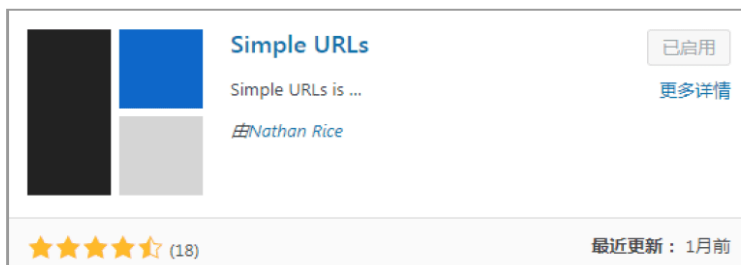 Simple URLs
已启用
Simple URLs is ...
更多详情
由Nathan Rice
(18)
最近更新： 1月前